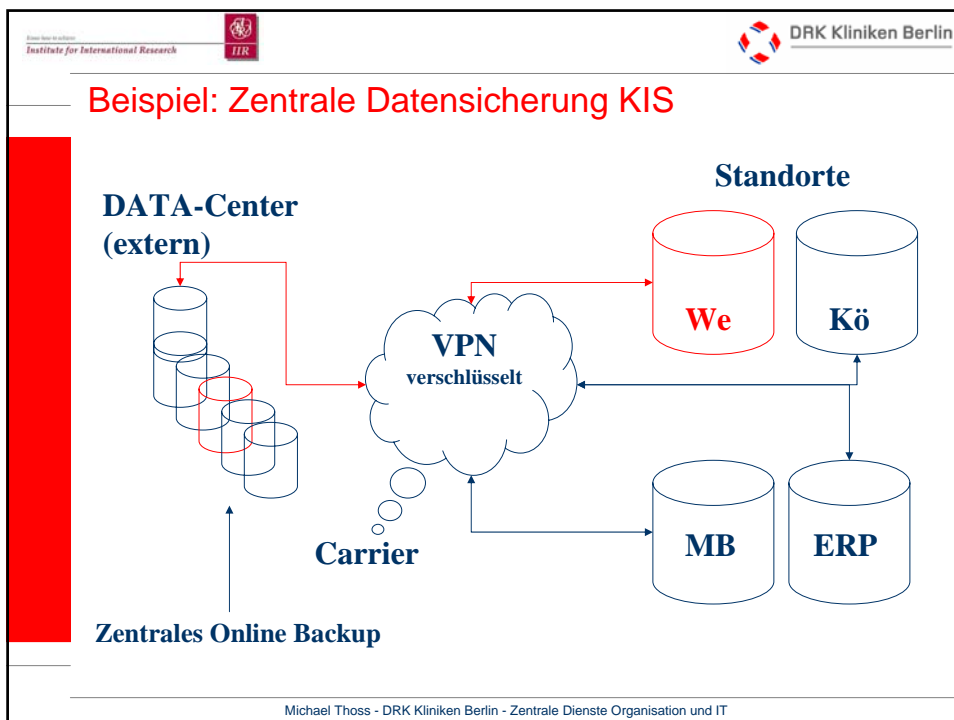 Institute for International Research
IIR
DRK Kliniken Berlin
Beispiel: Zentrale Datensicherung KIS
Standorte
DATA-Center
(extern)
We
Kö
VPN
verschlüsselt
MB
ERP
Carrier
Zentrales Online Backup
Michael Thoss - DRK Kliniken Berlin - Zentrale Dienste Organisation und IT